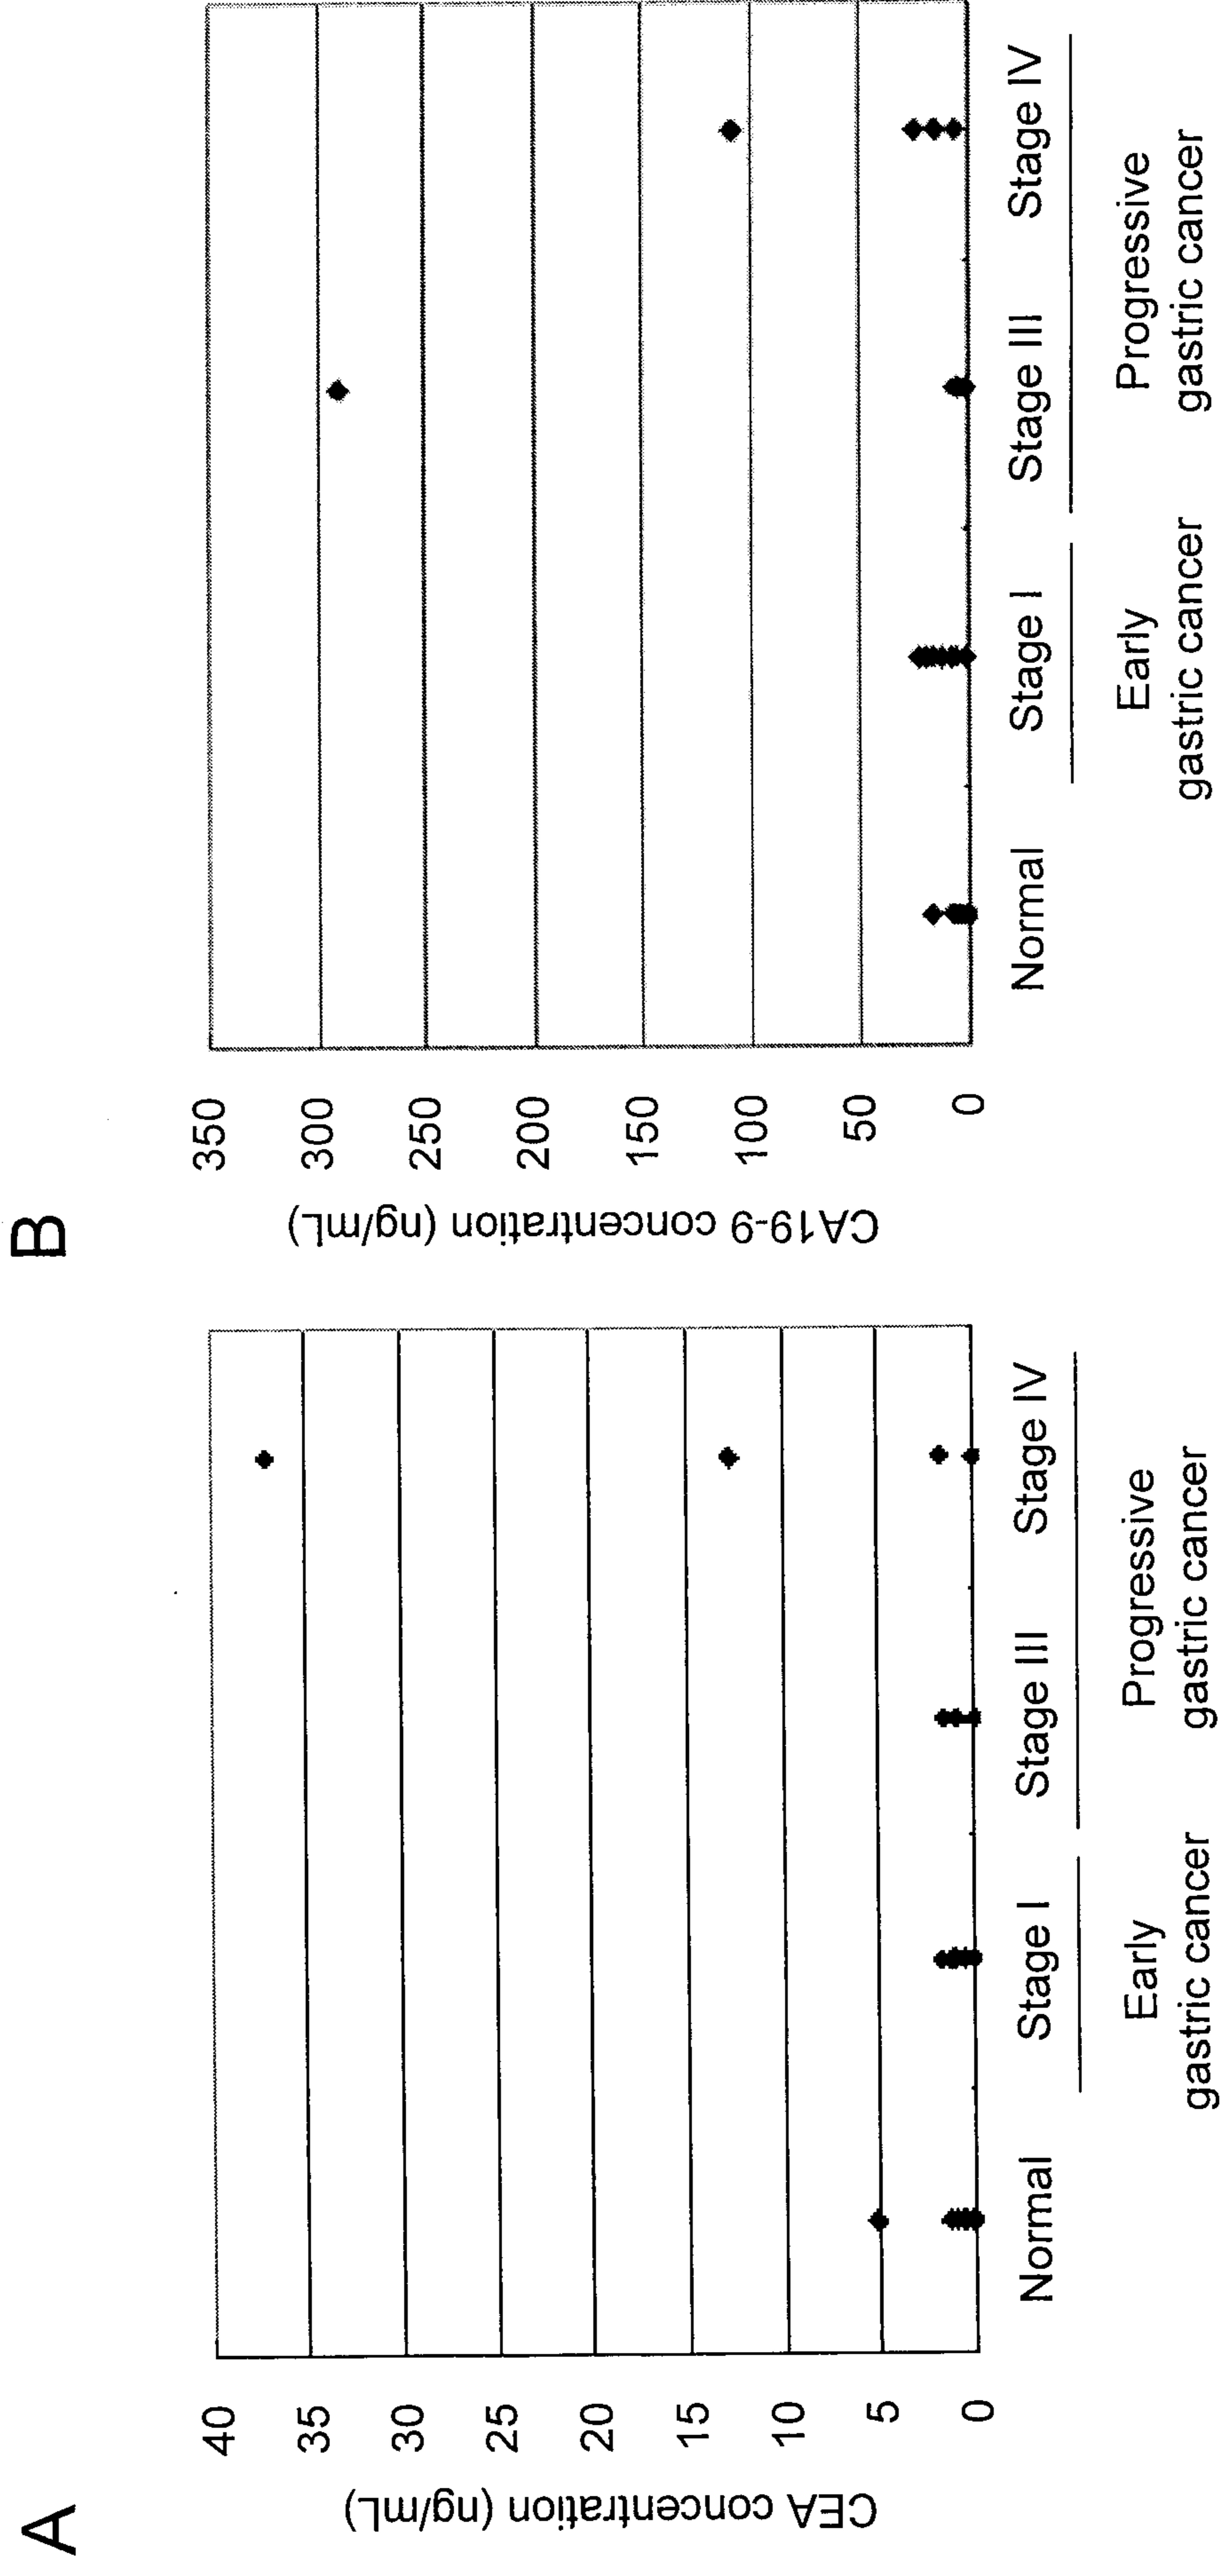 A
CEA concentration (ng/mL)
40
35
30
25
20
15
10
5
0
Normal
Stage I
Stage III
Stage IV
Early
gastric cancer
Progressive
gastric cancer
B
CA19-9 concentration (ng/mL)
350
300
250
200
150
100
50
0
Normal
Stage I
Stage III
Stage IV
Early
gastric cancer
Progressive
gastric cancer